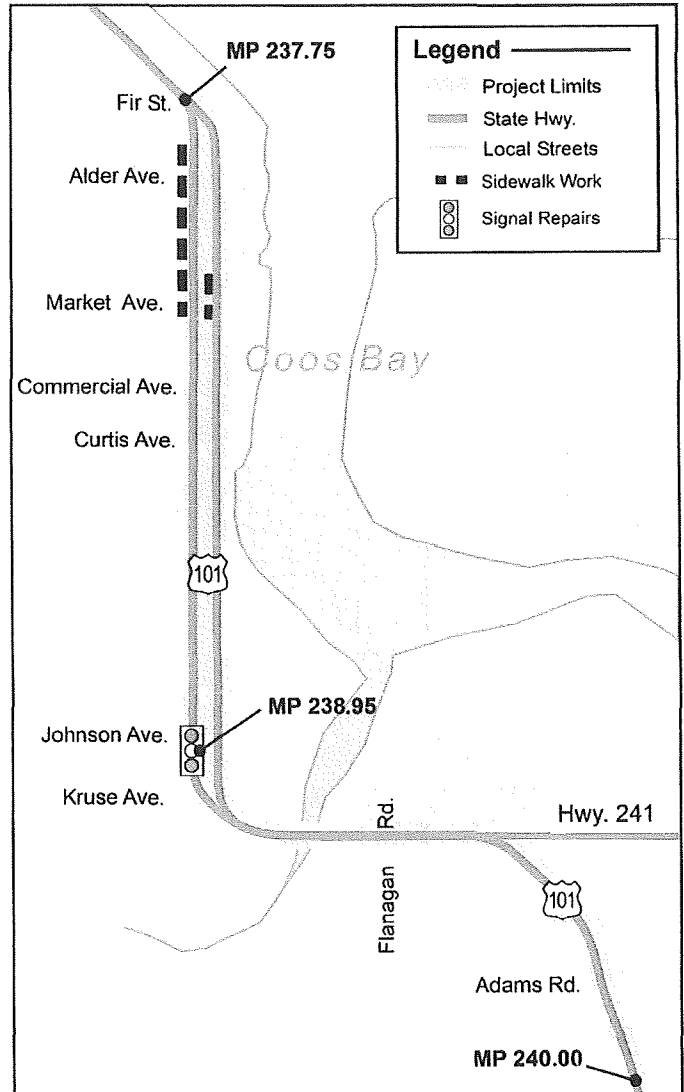 MP 237.75
Legend
Project Limits
State Hwy.
Local Streets
Sidewalk Work
Signal Repairs
Fir St.
Alder Ave.
Market Ave.
Coos Bay
Commercial Ave.
Curtis Ave.
101
MP 238.95
Johnson Ave.
Kruse Ave.
Flanagan Rd.
Hwy. 241
101
Adams Rd.
MP 240.00